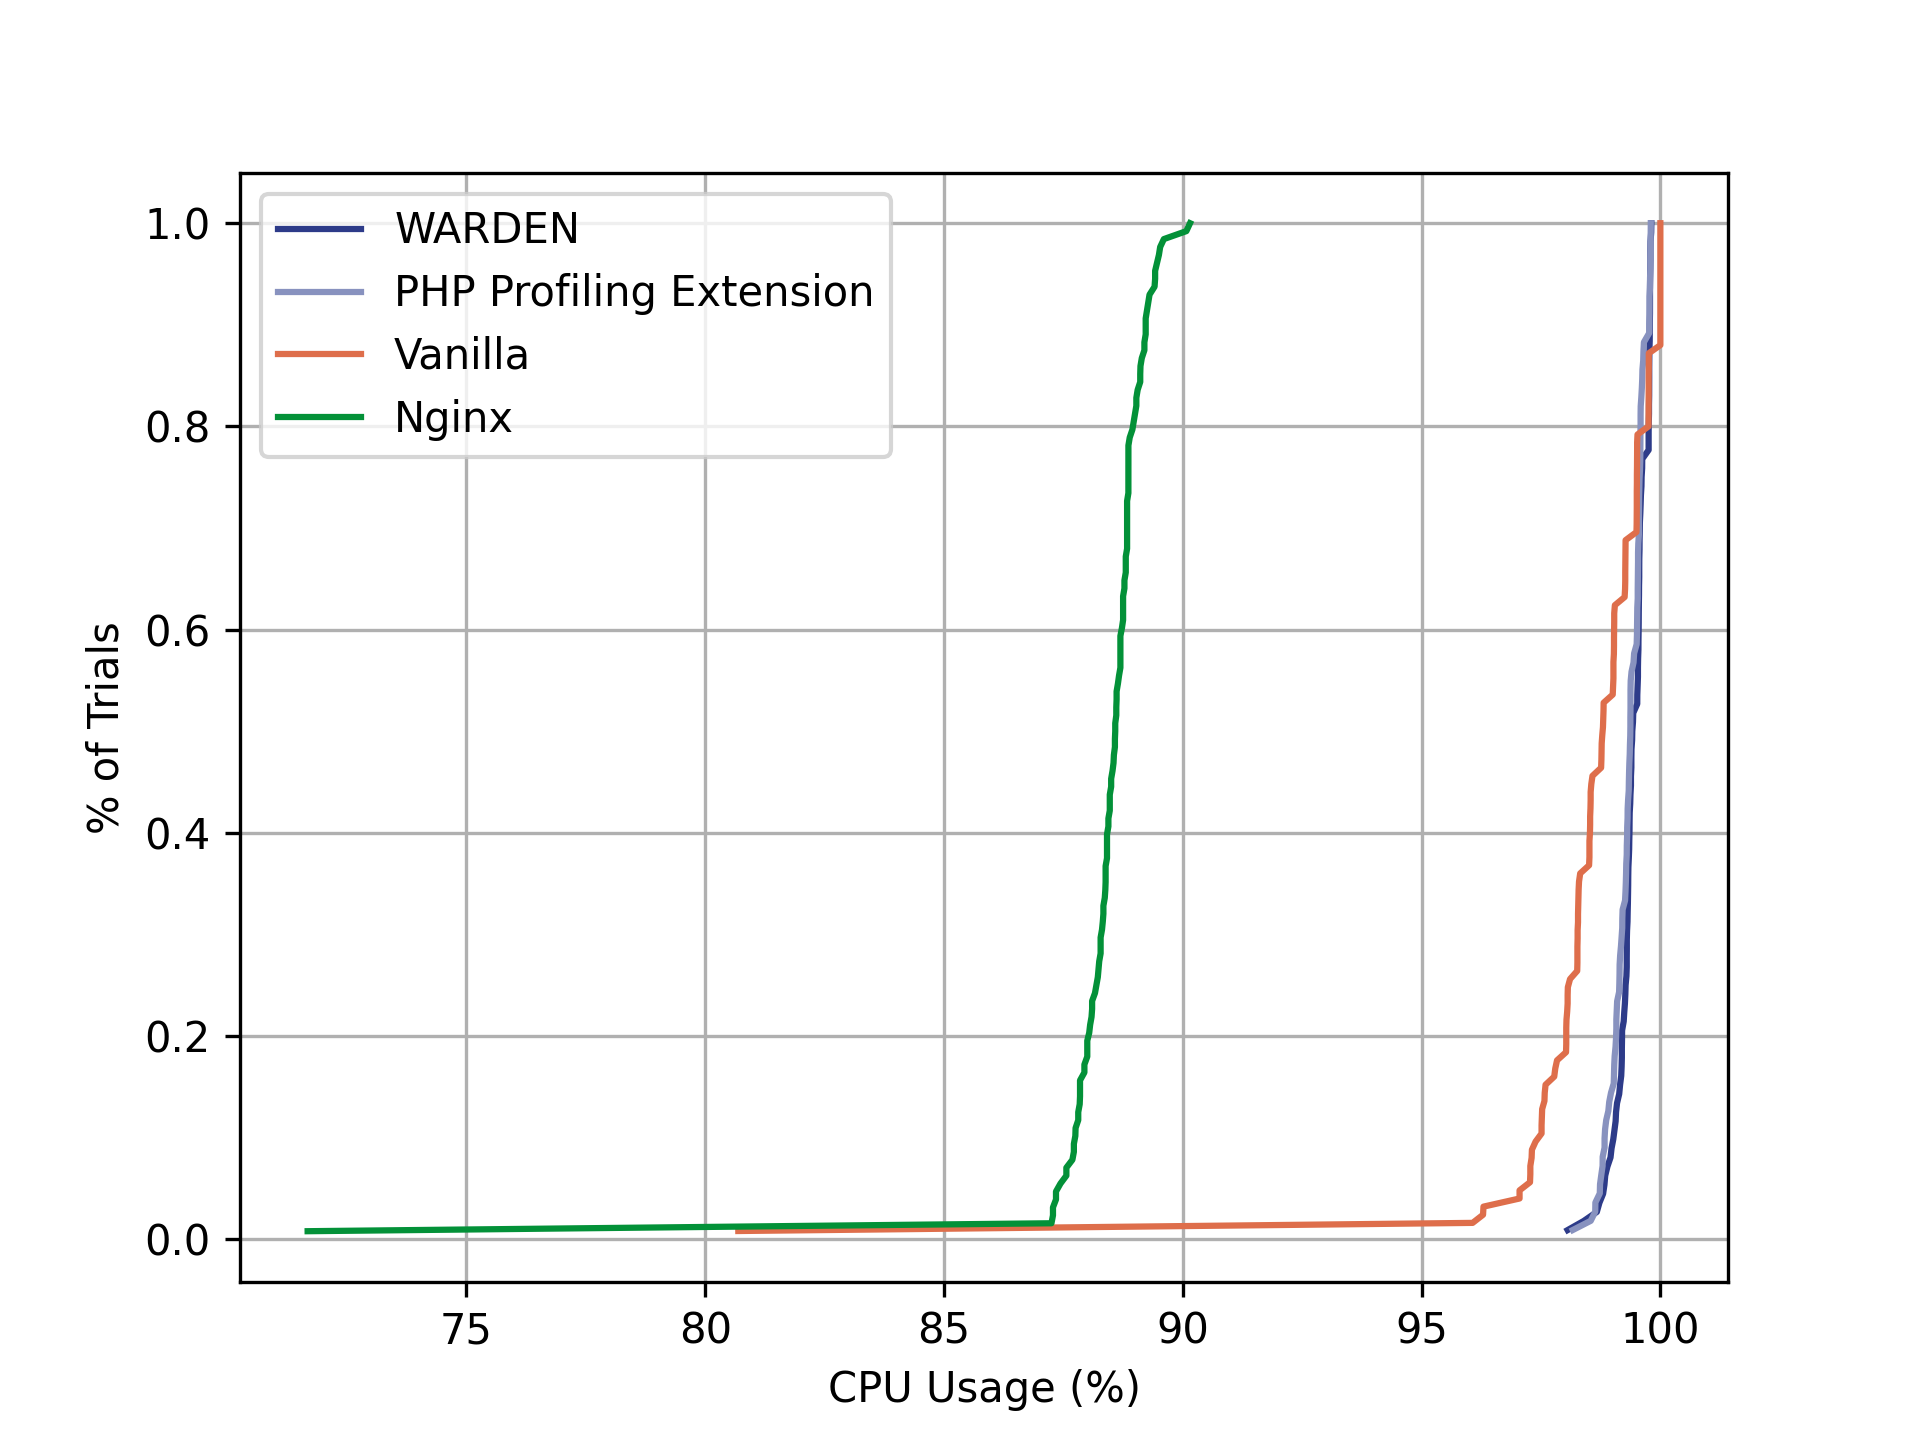 WARDEN
PHP Profiling Extension
Vanilla
Nginx
1.0
0.8
0.6
0.4
0.2
0.0
% of Trials
75 80 85 90 95 100
CPU Usage (%)